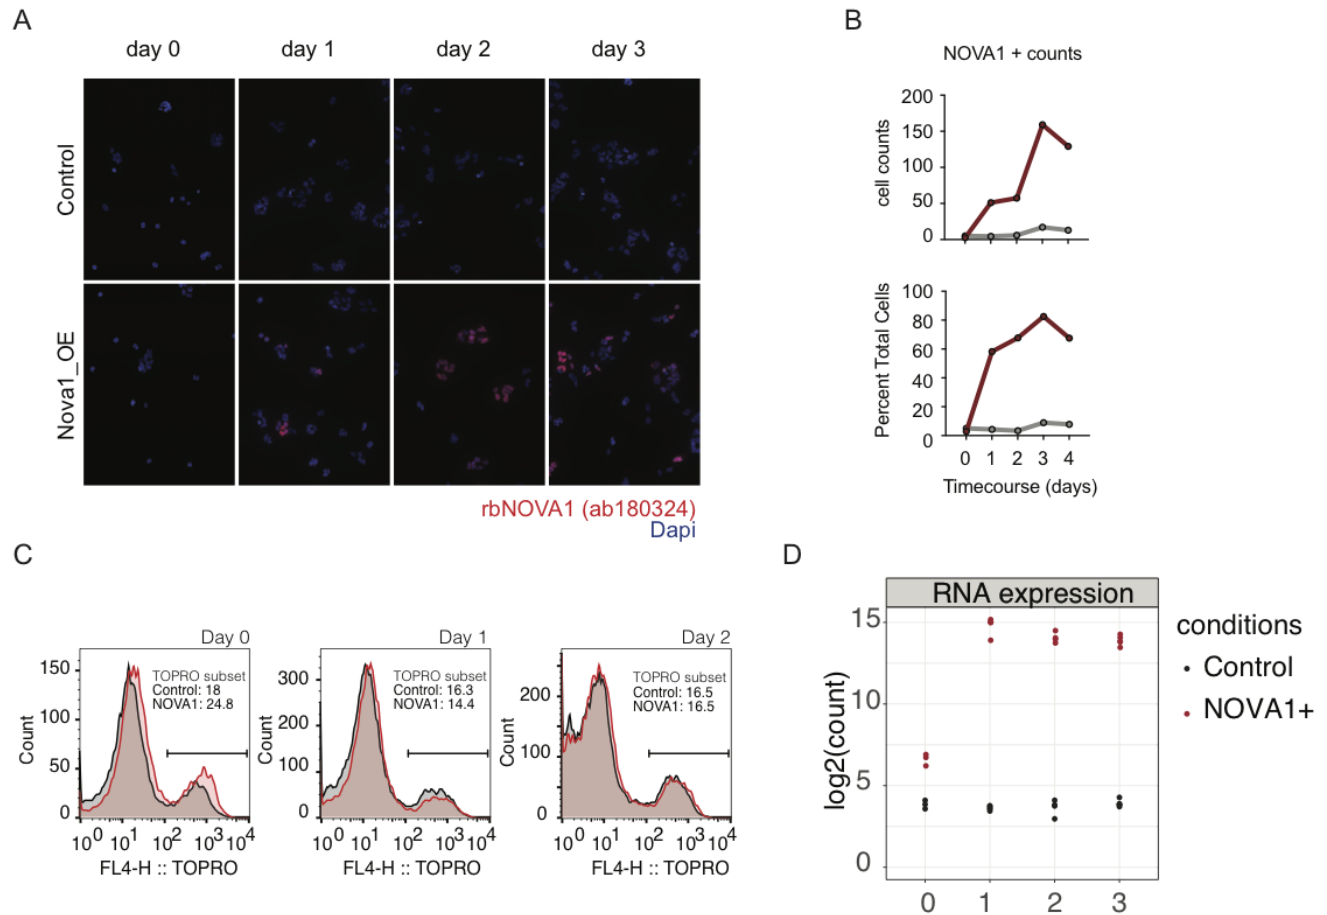 A
day 0 day 1 day 2 day 3
Control
Nova1_OE
rbNOVA1 (ab180324)
Dapi
B
NOVA1 + counts
200
150
100
50
0
cell counts
100
80
60
40
20
0
Percent Total Cells
0 1 2 3 4
Timecourse (days)
C
Day 0
TOPRO subset
Control: 18
NOVA1: 24.8
150
100
50
0
Count
10^0 10^1 10^2 10^3 10^4
FL4-H :: TOPRO
Day 1
TOPRO subset
Control: 16.3
NOVA1: 14.4
300
200
100
0
Count
10^0 10^1 10^2 10^3 10^4
FL4-H :: TOPRO
Day 2
TOPRO subset
Control: 16.5
NOVA1: 16.5
200
100
0
Count
10^0 10^1 10^2 10^3 10^4
FL4-H :: TOPRO
D
RNA expression
15
10
5
0
log2(count)
0 1 2 3
conditions
Control
NOVA1+